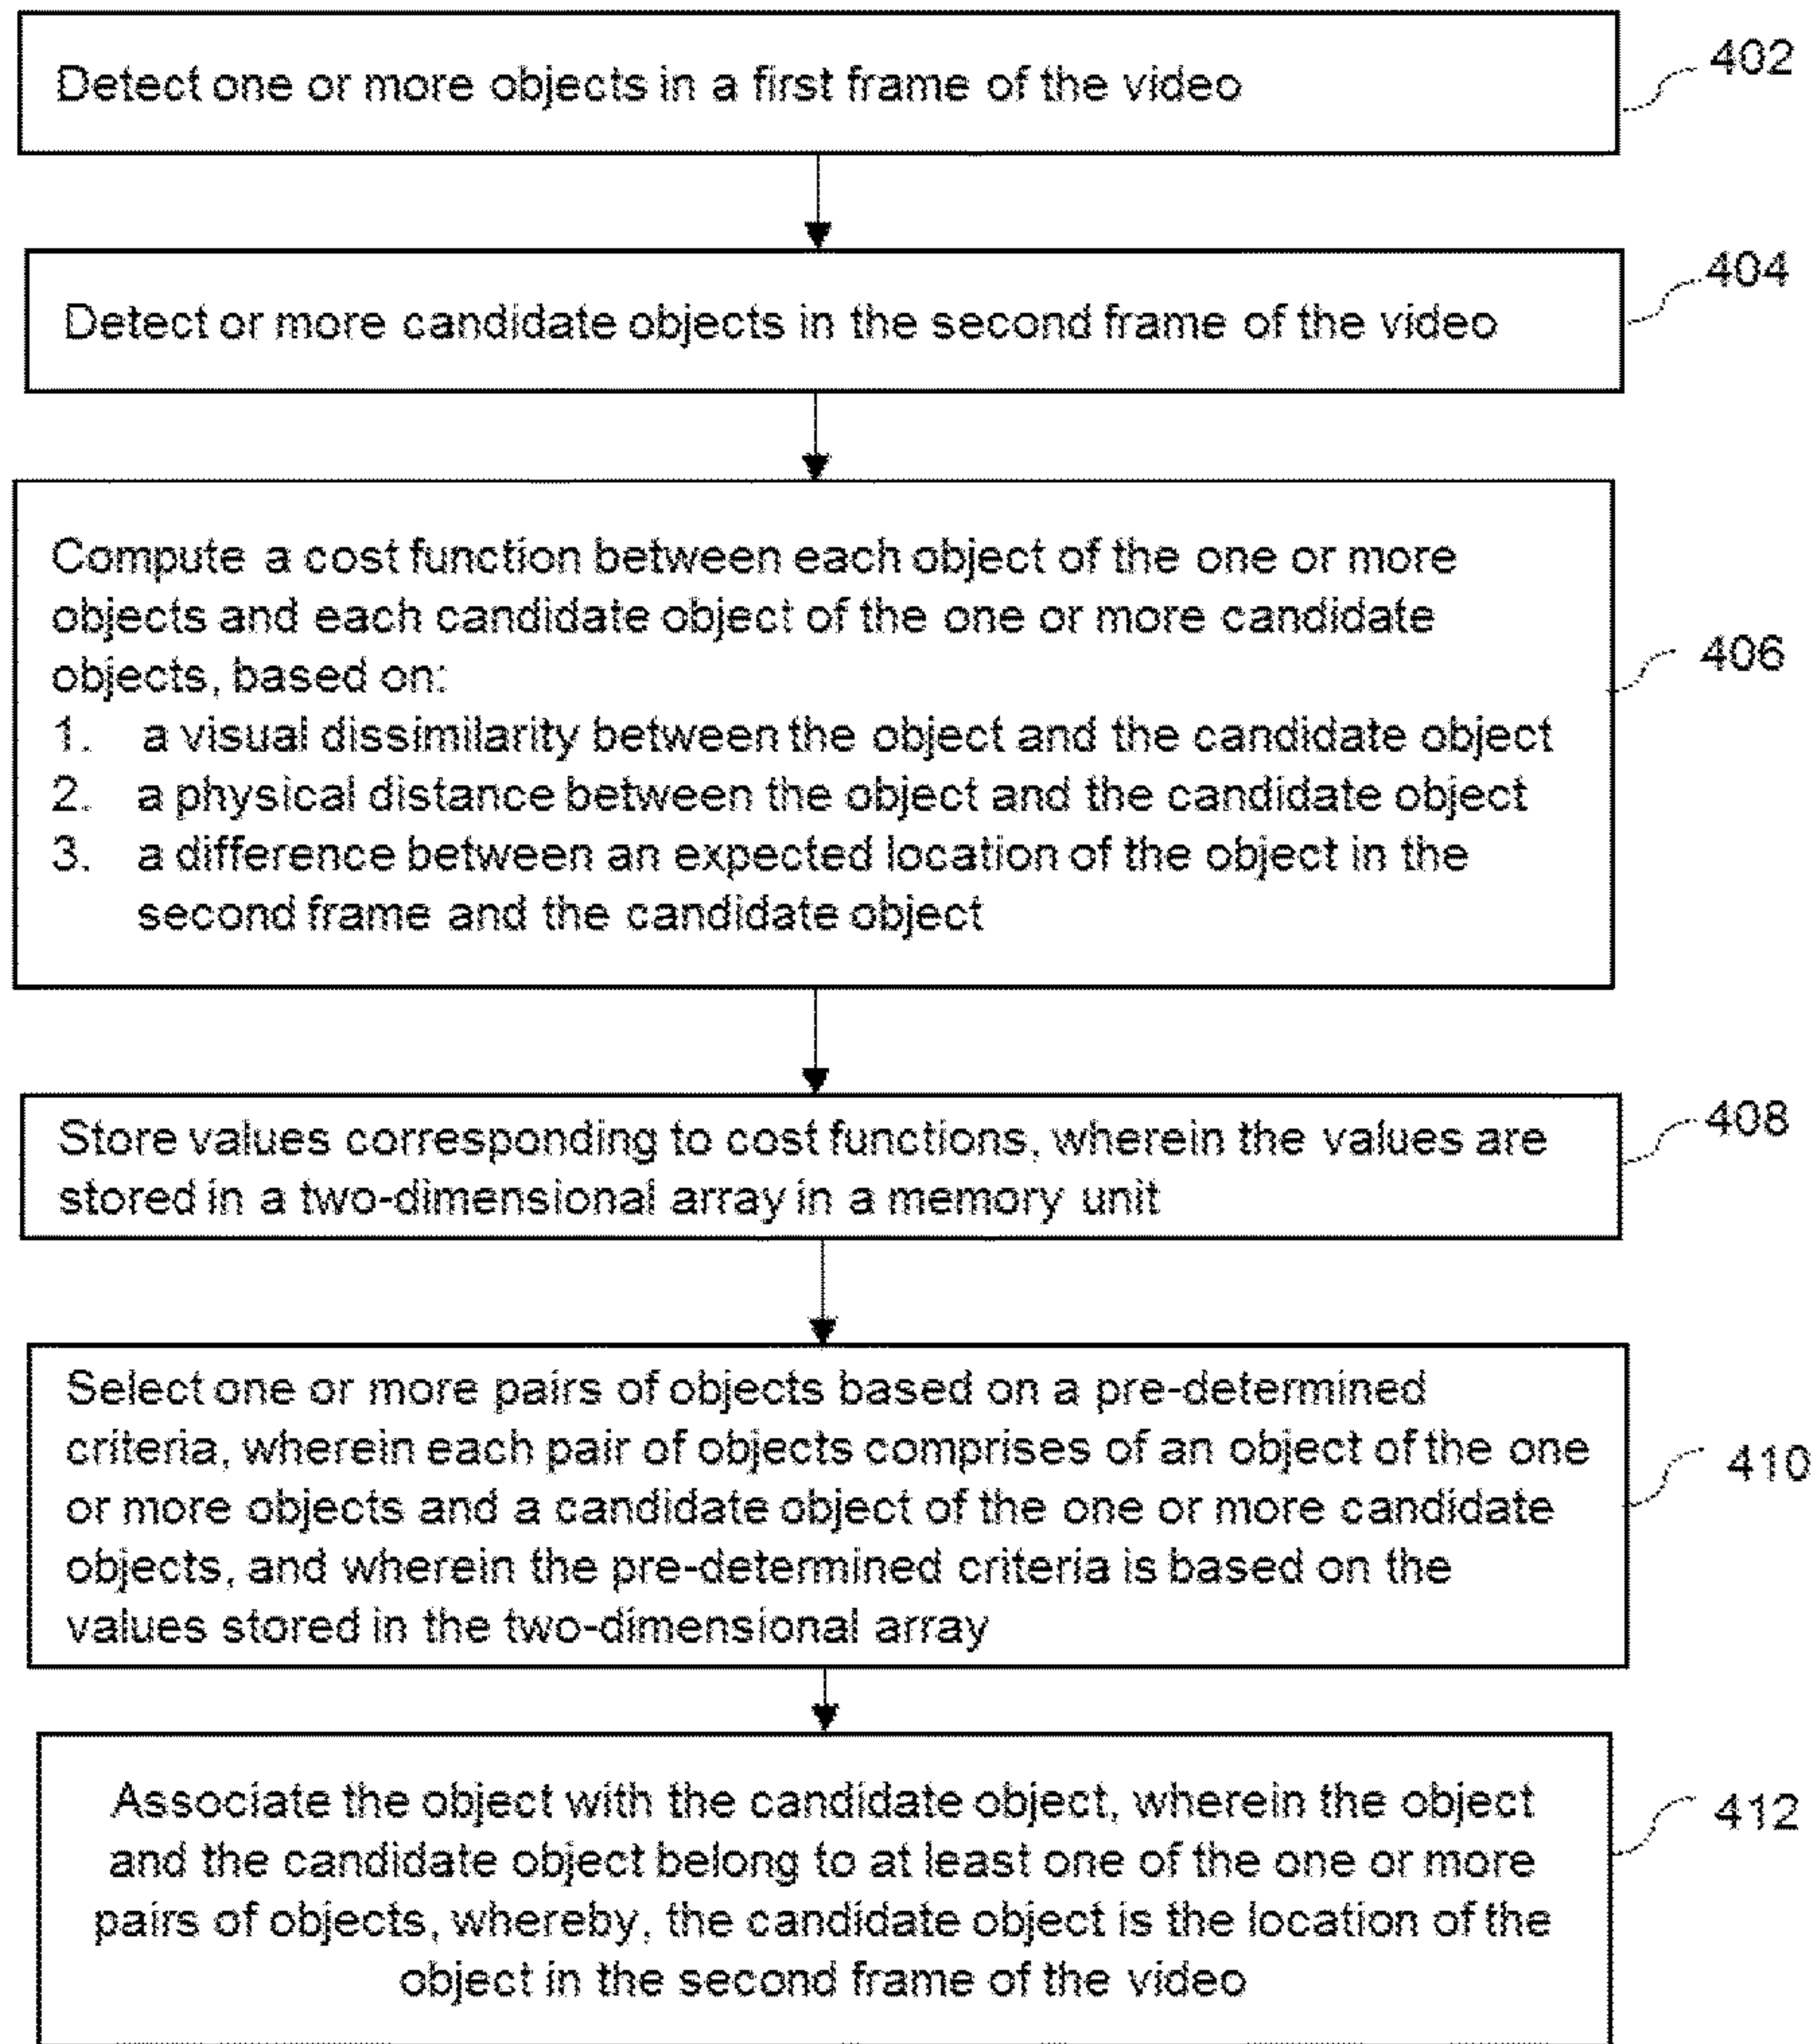 Detect one or more objects in a first frame of the video
402
Detect or more candidate objects in the second frame of the video
404
Compute a cost function between each object of the one or more
objects and each candidate object of the one or more candidate
objects, based on:
1. a visual dissimilarity between the object and the candidate object
2. a physical distance between the object and the candidate object
3. a difference between an expected location of the object in the
second frame and the candidate object
406
Store values corresponding to cost functions, wherein the values are
stored in a two-dimensional array in a memory unit
408
Select one or more pairs of objects based on a pre-determined
criteria, wherein each pair of objects comprises of an object of the one
or more objects and a candidate object of the one or more candidate
objects, and wherein the pre-determined criteria is based on the
values stored in the two-dimensional array
410
Associate the object with the candidate object, wherein the object
and the candidate object belong to at least one of the one or more
pairs of objects, whereby, the candidate object is the location of the
object in the second frame of the video
412